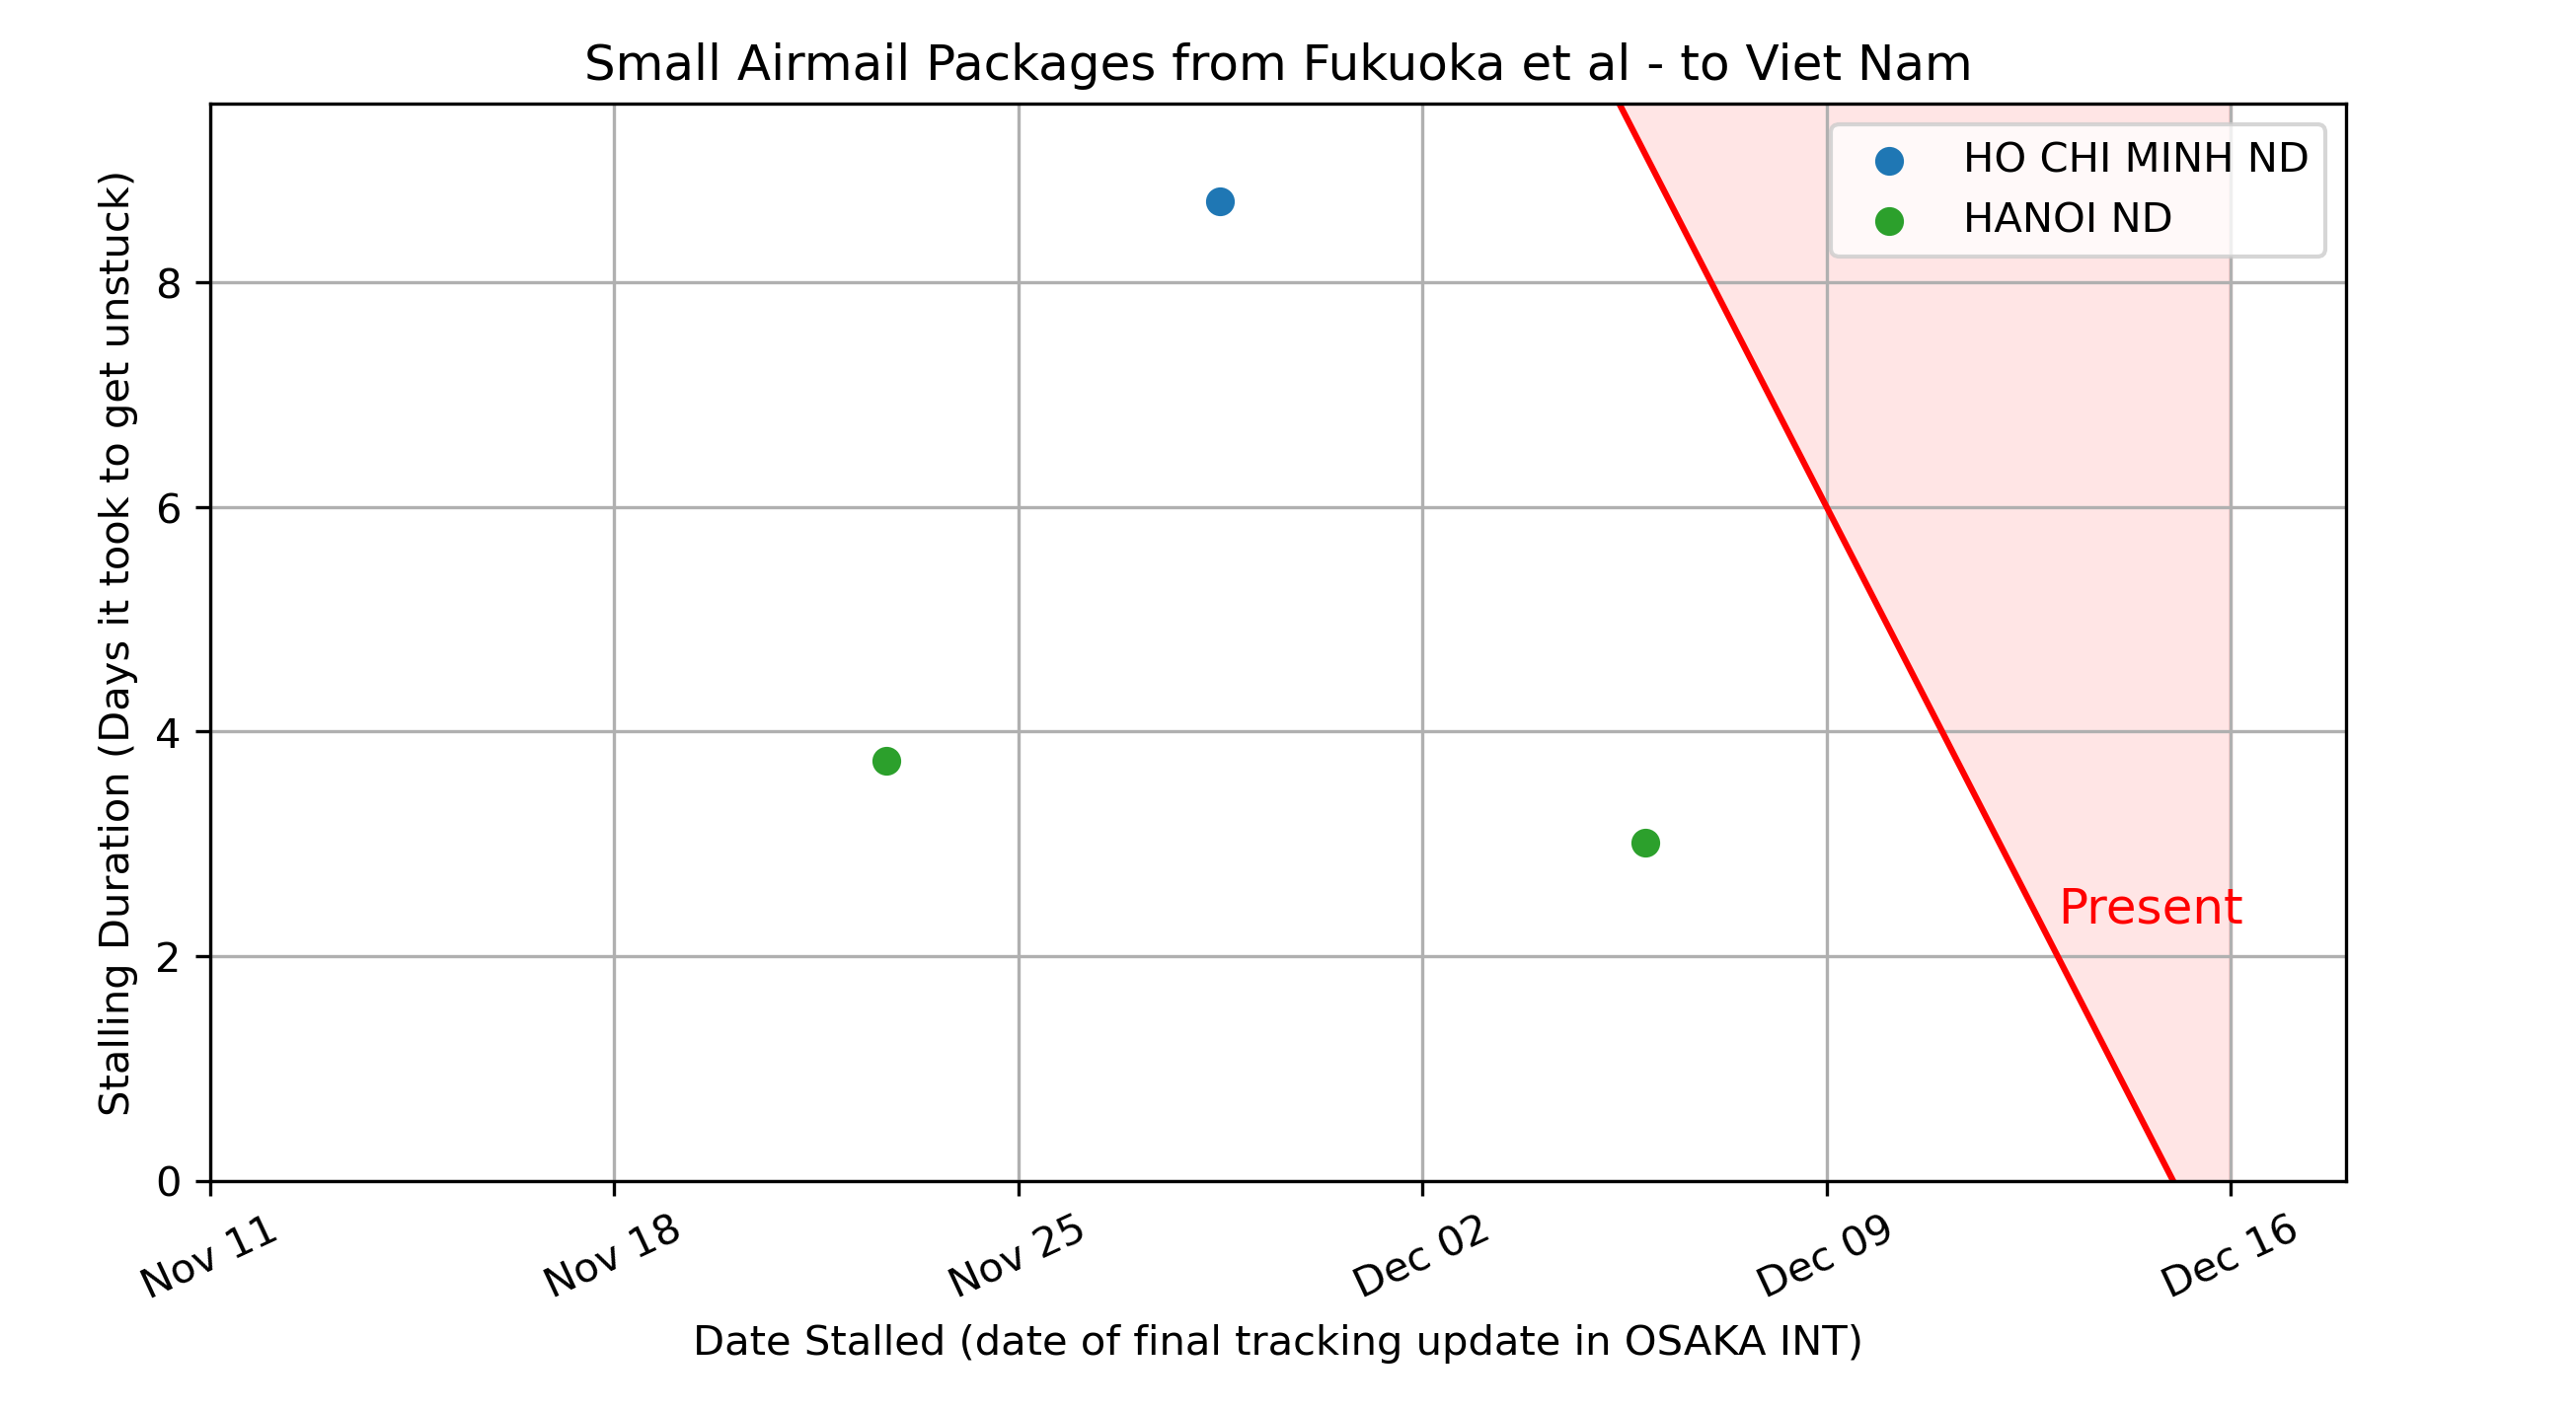 Small Airmail Packages from Fukuoka et al - to Viet Nam
HO CHI MINH ND
HANOI ND
Stalling Duration (Days it took to get unstuck)
8
6
4
2
0
Present
Nov 11
Nov 18
Nov 25
Dec 02
Dec 09
Dec 16
Date Stalled (date of final tracking update in OSAKA INT)